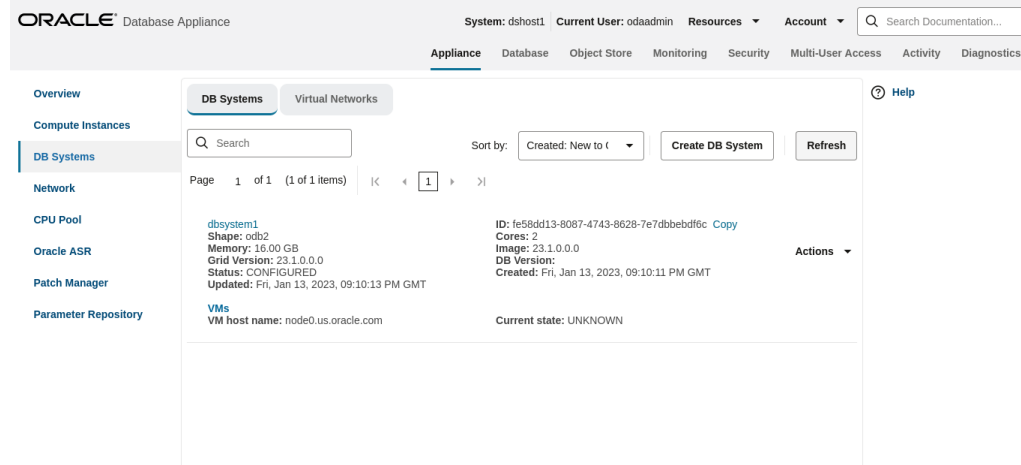 ORACLE® Database Appliance
System: dshost1 Current User: odaadmin Resources Account Search Documentation...
Appliance Database Object Store Monitoring Security Multi-User Access Activity Diagnostics
Overview
Compute Instances
DB Systems
Network
CPU Pool
Oracle ASR
Patch Manager
Parameter Repository
DB Systems Virtual Networks
Help
Search
Sort by: Created: New to Create DB System Refresh
Page 1 of 1 (1 of 1 items) 1
dbsystem1
Shape: odb2
Memory: 16.00 GB
Grid Version: 23.1.0.0.0
Status: CONFIGURED
Updated: Fri, Jan 13, 2023, 09:10:13 PM GMT
ID: fe58dd13-8087-4743-8628-7e7dbbebdf6c Copy
Cores: 2
Image: 23.1.0.0.0
DB Version:
Created: Fri, Jan 13, 2023, 09:10:11 PM GMT
Actions
VMs
VM host name: node0.us.oracle.com
Current state: UNKNOWN